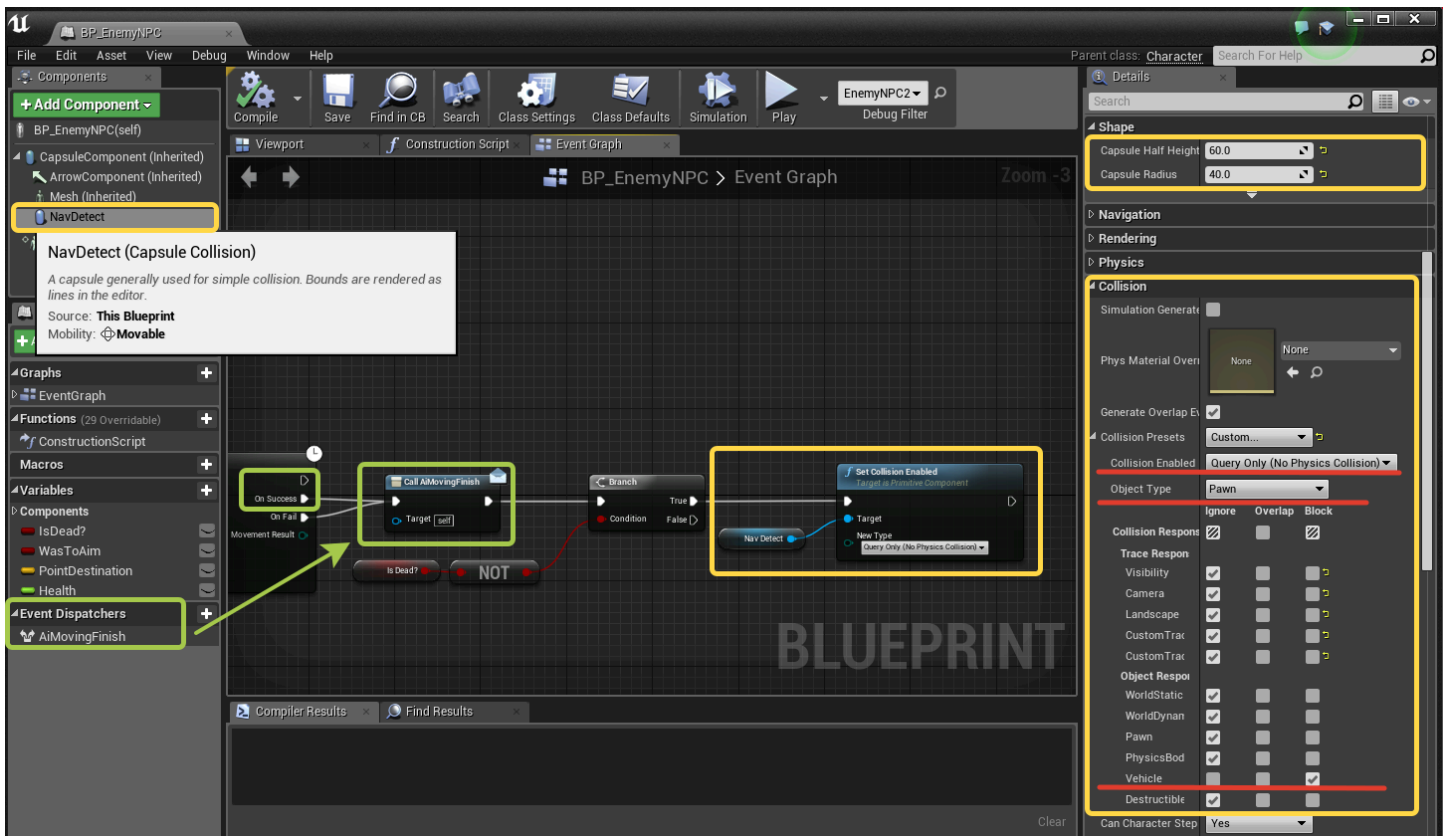 BP_EnemyNPC
File Edit Asset View Debug Window Help
Parent class: Character
Search For Help
Components
+Add Component
BP_EnemyNPC(self)
CapsuleComponent (Inherited)
ArrowComponent (Inherited)
Mesh (Inherited)
NavDetect
NavDetect (Capsule Collision)
A capsule generally used for simple collision. Bounds are rendered as
lines in the editor.
Source: This Blueprint
Mobility: Movable
Graphs
EventGraph
Functions (29 Overridable)
ConstructionScript
Macros
Variables
Components
IsDead?
WasToAim
PointDestination
Health
Event Dispatchers
AiMovingFinish
Compile
Save
Find in CB
Search
Class Settings
Class Defaults
Simulation
Play
EnemyNPC2
Debug Filter
Viewport
Construction Script
Event Graph
BP_EnemyNPC > Event Graph
Zoom -3
On Success
On Fail
Movement Result
Call AiMovingFinish
Target self
Branch
Condition
True
False
Is Dead?
NOT
Nav Detect
Set Collision Enabled
Target is Primitive Component
Target
New Type
Query Only (No Physics Collision)
BLUEPRINT
Compiler Results
Find Results
Clear
Details
Search
Shape
Capsule Half Height 60.0
Capsule Radius 40.0
Navigation
Rendering
Physics
Collision
Simulation Generate
Phys Material Overr
None
None
Generate Overlap Ev
Collision Presets Custom...
Collision Enabled Query Only (No Physics Collision)
Object Type Pawn
Ignore Overlap Block
Collision Respons
Trace Respon
Visibility
Camera
Landscape
CustomTrac
CustomTrac
Object Respor
WorldStatic
WorldDynan
Pawn
PhysicsBod
Vehicle
Destructible
Can Character Step Yes